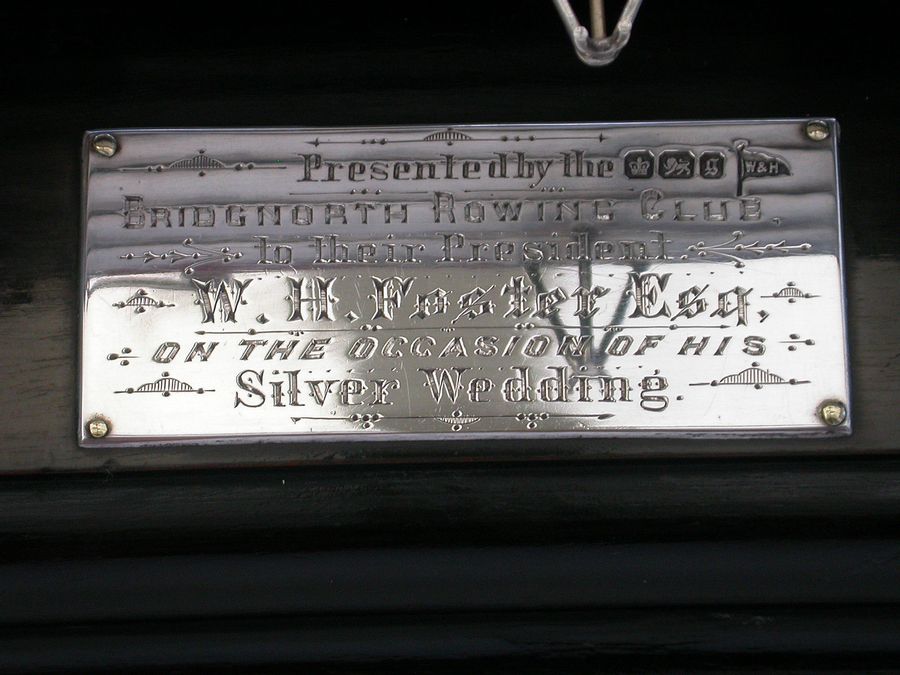 Presented by the W&H
BRIDGNORTH ROWING CLUB,
to their President.
W. H. Foster Esq,
ON THE OCCASION OF HIS
Silver Wedding.